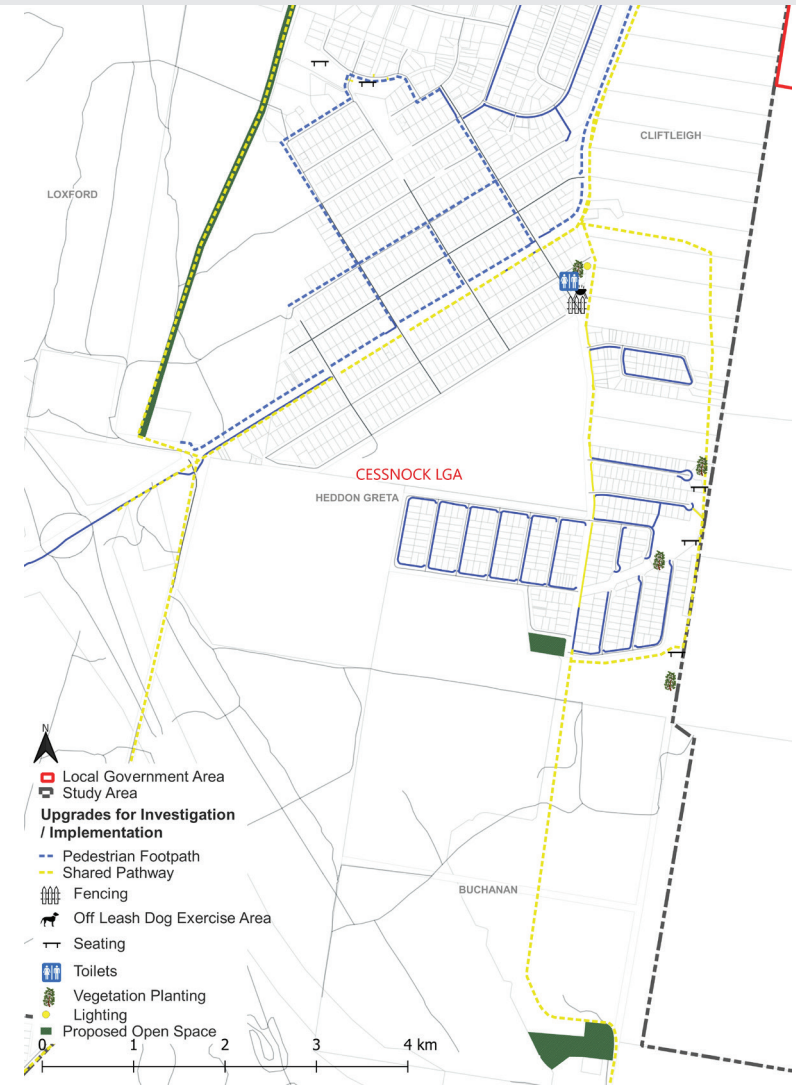 CLIFTLEIGH
LOXFORD
CESSNOCK LGA
HEDDON GRETA
BUCHANAN
N
Local Government Area
Study Area
Upgrades for Investigation
/ Implementation
Pedestrian Footpath
Shared Pathway
Fencing
Off Leash Dog Exercise Area
Seating
Toilets
Vegetation Planting
Lighting
Proposed Open Space
0 1 2 3 4 km